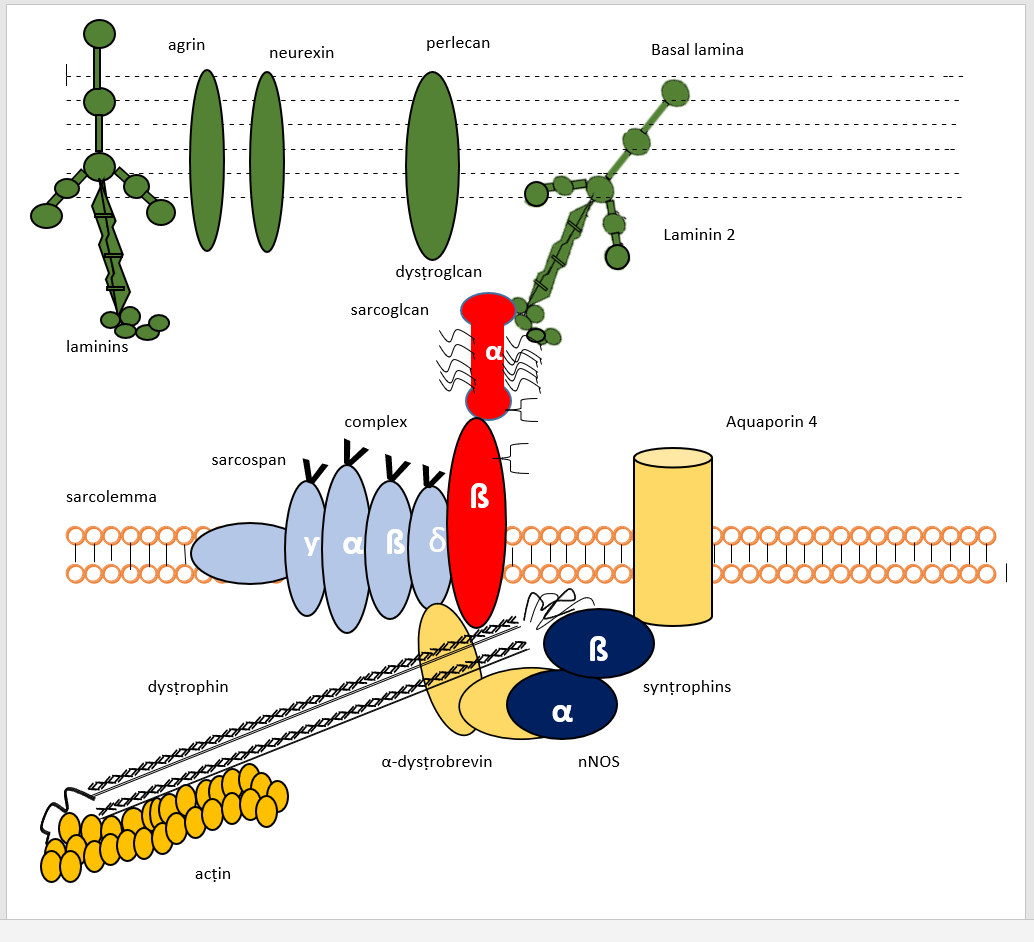 agrin
neurexin
perlecan
Basal lamina
Laminin 2
dysțroglcan
sarcoglcan
laminins
α
complex
Aquaporin 4
sarcospan
sarcolemma
ß
γ α ß δ
dysțrophin
ß
synțrophins
α
α-dysțrobrevin
nNOS
acțin